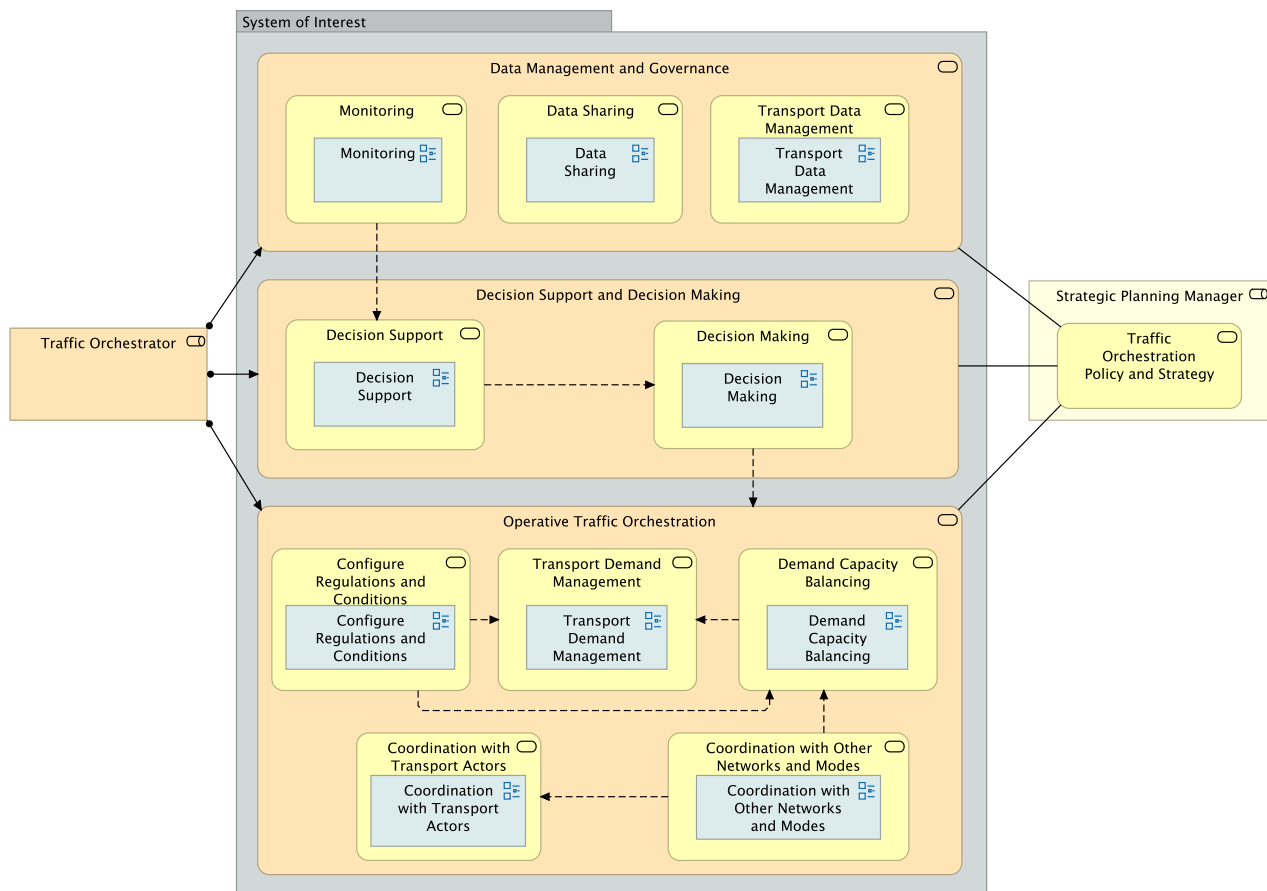 System of Interest
Data Management and Governance
Monitoring
Monitoring
Data Sharing
Data
Sharing
Transport Data
Management
Transport
Data
Management
Traffic Orchestrator
Decision Support and Decision Making
Decision Support
Decision
Support
Decision Making
Decision
Making
Strategic Planning Manager
Traffic
Orchestration
Policy and Strategy
Operative Traffic Orchestration
Configure
Regulations and
Conditions
Configure
Regulations and
Conditions
Transport Demand
Management
Transport
Demand
Management
Demand Capacity
Balancing
Demand
Capacity
Balancing
Coordination with
Transport Actors
Coordination
with Transport
Actors
Coordination with Other
Networks and Modes
Coordination with
Other Networks
and Modes